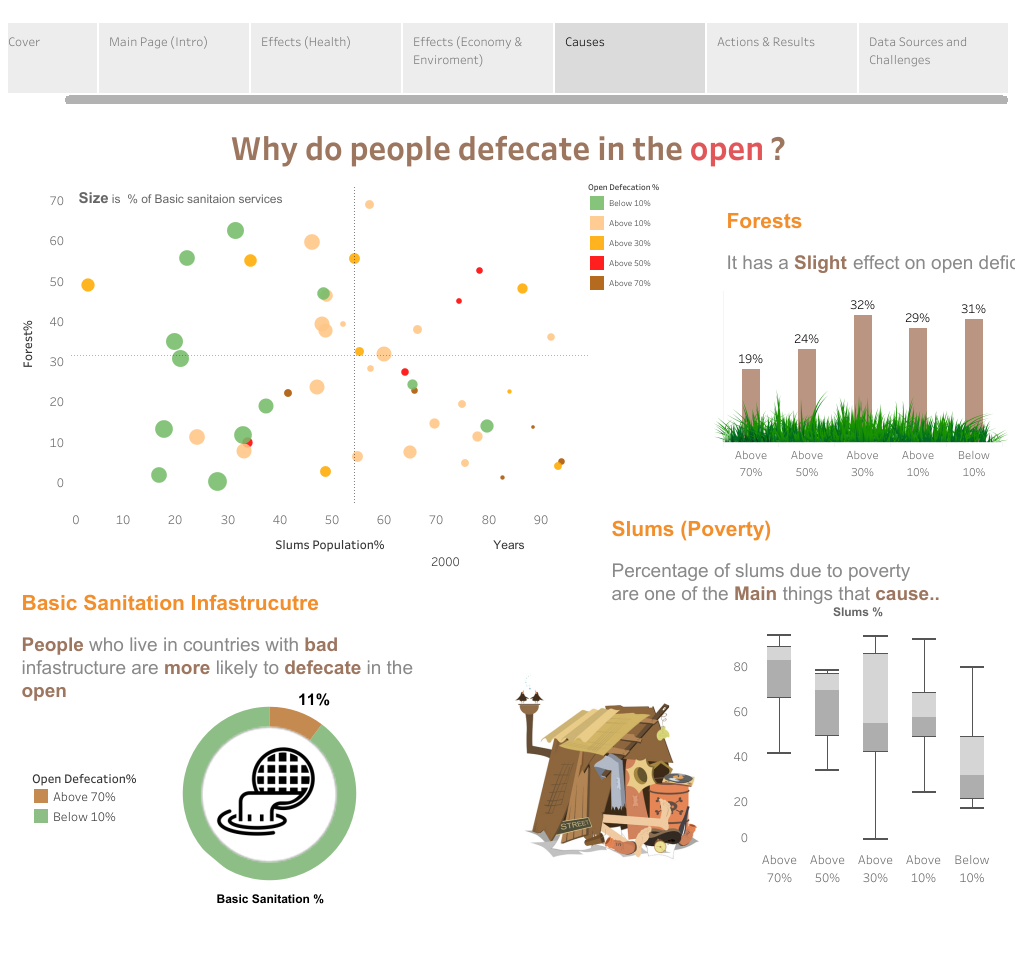 Cover
Main Page (Intro)
Effects (Health)
Effects (Economy &
Enviroment)
Causes
Actions & Results
Data Sources and
Challenges
Why do people defecate in the open ?
Size is % of Basic sanitaion services
Forest%
70
60
50
40
30
20
10
0
0
10
20
30
40
50
60
70
80
90
Slums Population%
Years
2000
Open Defecation %
Below 10%
Above 10%
Above 30%
Above 50%
Above 70%
Forests
It has a Slight effect on open defic
19%
24%
32%
29%
31%
Above
70%
Above
50%
Above
30%
Above
10%
Below
10%
Basic Sanitation Infastrucutre
People who live in countries with bad
infastructure are more likely to defecate in the
open
11%
Open Defecation%
Above 70%
Below 10%
Basic Sanitation %
Slums (Poverty)
Percentage of slums due to poverty
are one of the Main things that cause..
Slums %
80
60
40
20
0
Above
70%
Above
50%
Above
30%
Above
10%
Below
10%
STREET